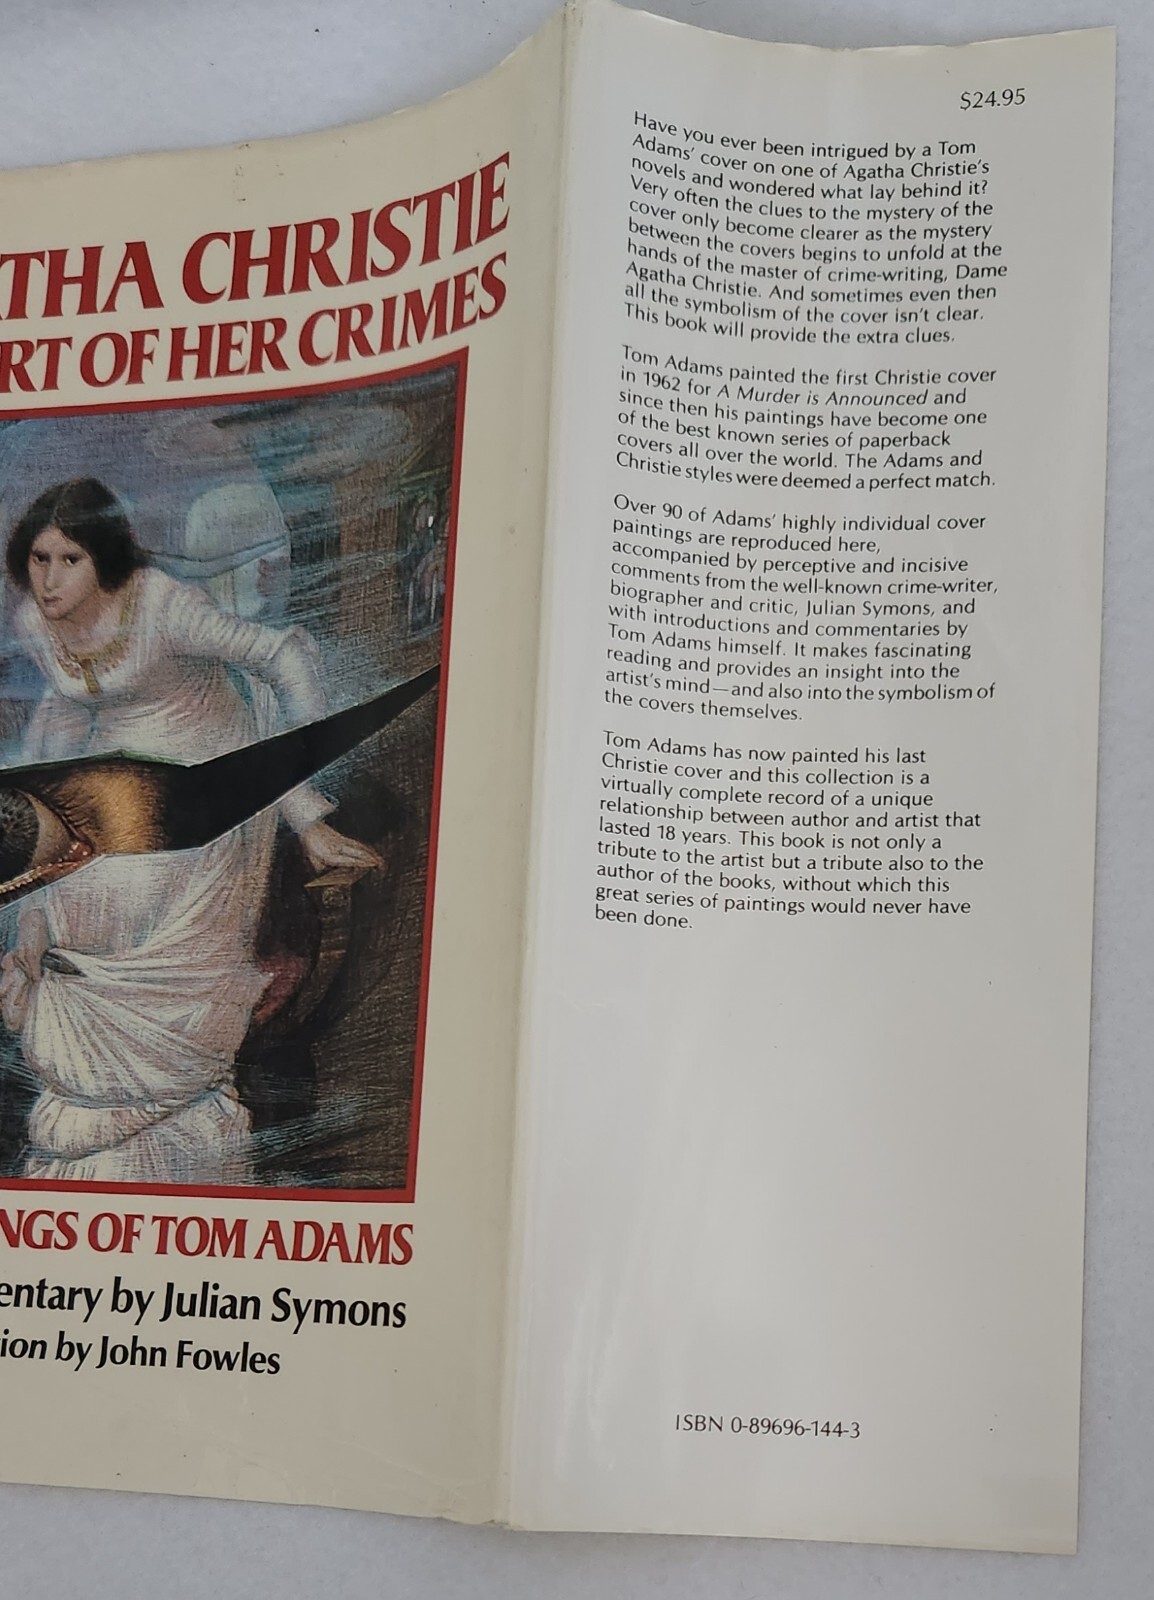 THA CHRISTIE
RT OF HER CRIMES
NGS OF TOM ADAMS
entary by Julian Symons
ion by John Fowles
$24.95
Have you ever been intrigued by a Tom
Adams' cover on one of Agatha Christie's
novels and wondered what lay behind it?
Very often the clues to the mystery of the
cover only become clearer as the mystery
between the covers begins to unfold at the
hands of the master of crime-writing, Dame
Agatha Christie. And sometimes even then
all the symbolism of the cover isn't clear.
This book will provide the extra clues.
Tom Adams painted the first Christie cover
in 1962 for A Murder is Announced and
since then his paintings have become one
of the best known series of paperback
covers all over the world. The Adams and
Christie styles were deemed a perfect match.
Over 90 of Adams' highly individual cover
paintings are reproduced here,
accompanied by perceptive and incisive
comments from the well-known crime-writer,
biographer and critic, Julian Symons, and
with introductions and commentaries by
Tom Adams himself. It makes fascinating
reading and provides an insight into the
artist's mind—and also into the symbolism of
the covers themselves.
Tom Adams has now painted his last
Christie cover and this collection is a
virtually complete record of a unique
relationship between author and artist that
lasted 18 years. This book is not only a
tribute to the artist but a tribute also to the
author of the books, without which this
great series of paintings would never have
been done.
ISBN 0-89696-144-3